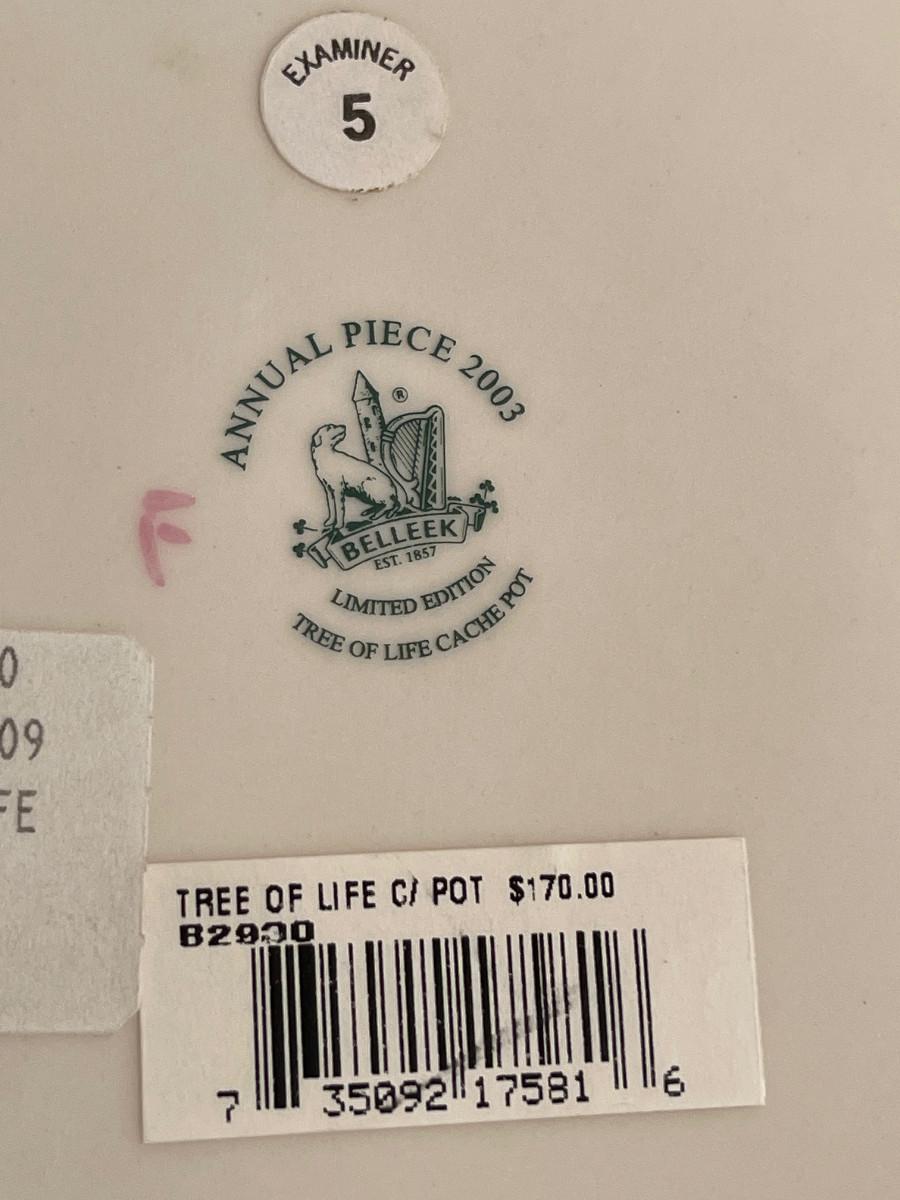 EXAMINER
5
ANNUAL PIECE 2003
®
BELLEEK
EST. 1857
LIMITED EDITION
TREE OF LIFE CACHE POT
F
0
09
FE
TREE OF LIFE C/ POT $170.00
B2930
7 35092 17581 6